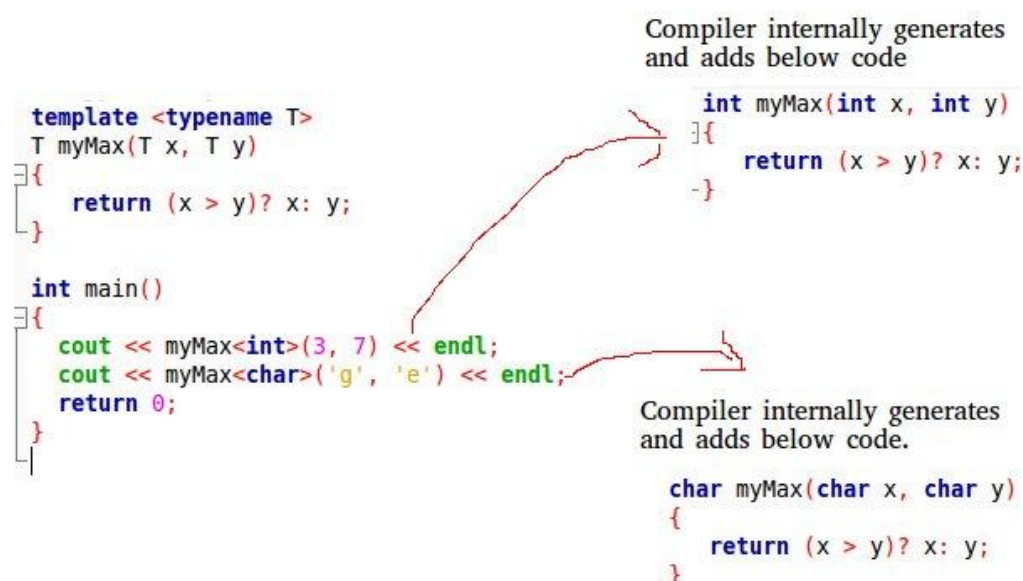 template <typename T>
T myMax(T x, T y)
{
return (x > y)? x: y;
}
int main()
{
cout << myMax<int>(3, 7) << endl;
cout << myMax<char>('g', 'e') << endl;
return 0;
}
Compiler internally generates
and adds below code
int myMax(int x, int y)
{
return (x > y)? x: y;
}
Compiler internally generates
and adds below code.
char myMax(char x, char y)
{
return (x > y)? x: y;
}